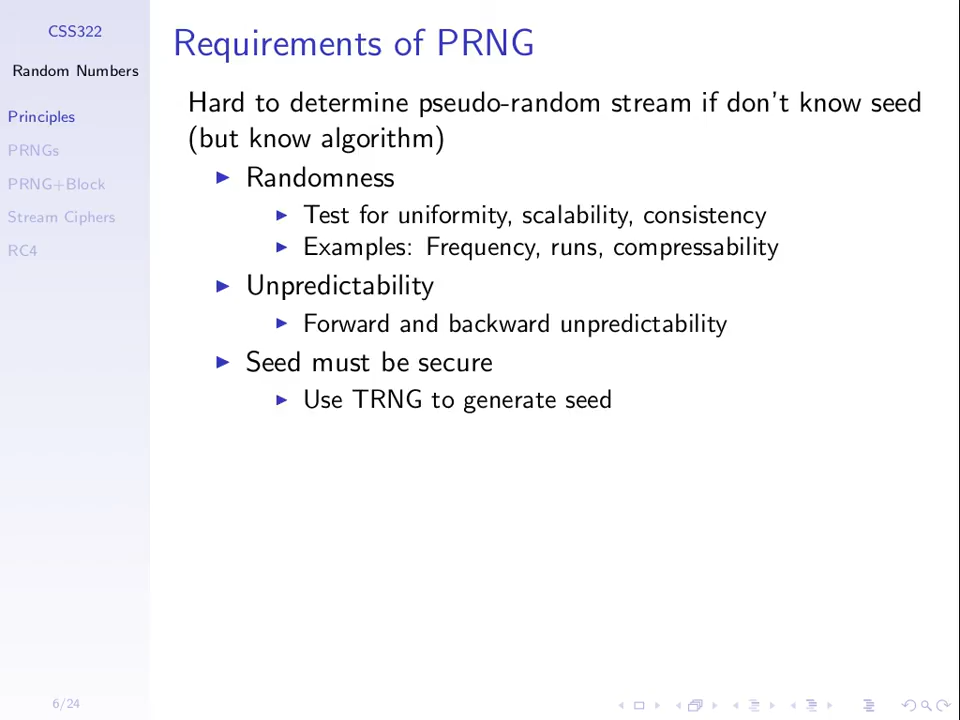 CSS322
Random Numbers
Principles
PRNGs
PRNG+Block
Stream Ciphers
RC4
6/24
Requirements of PRNG
Hard to determine pseudo-random stream if don't know seed
(but know algorithm)
Randomness
Test for uniformity, scalability, consistency
Examples: Frequency, runs, compressability
Unpredictability
Forward and backward unpredictability
Seed must be secure
Use TRNG to generate seed